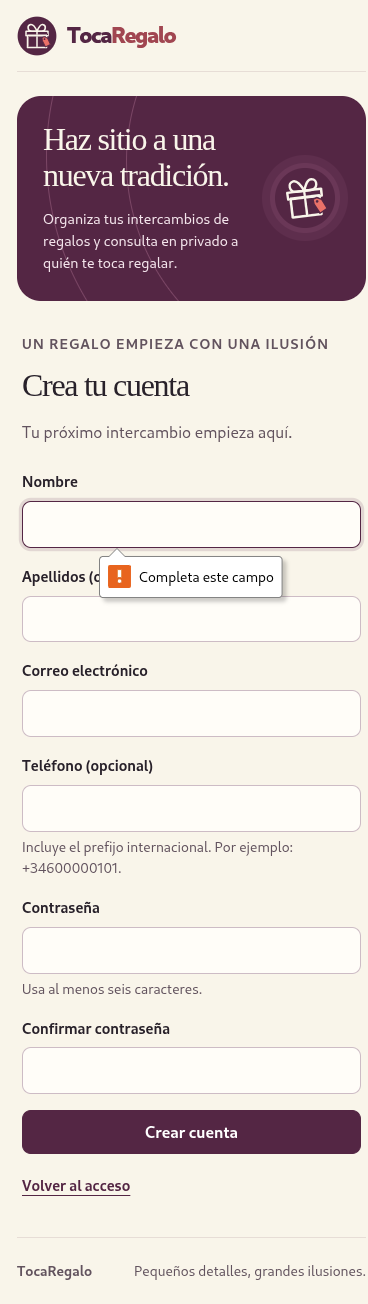 TocaRegalo
Haz sitio a una
nueva tradición.
Organiza tus intercambios de
regalos y consulta en privado a
quién te toca regalar.
UN REGALO EMPIEZA CON UNA ILUSIÓN
Crea tu cuenta
Tu próximo intercambio empieza aquí.
Nombre
Completa este campo
Apellidos
Correo electrónico
Teléfono (opcional)
Incluye el prefijo internacional. Por ejemplo:
+34600000101.
Contraseña
Usa al menos seis caracteres.
Confirmar contraseña
Crear cuenta
Volver al acceso
TocaRegalo
Pequeños detalles, grandes ilusiones.